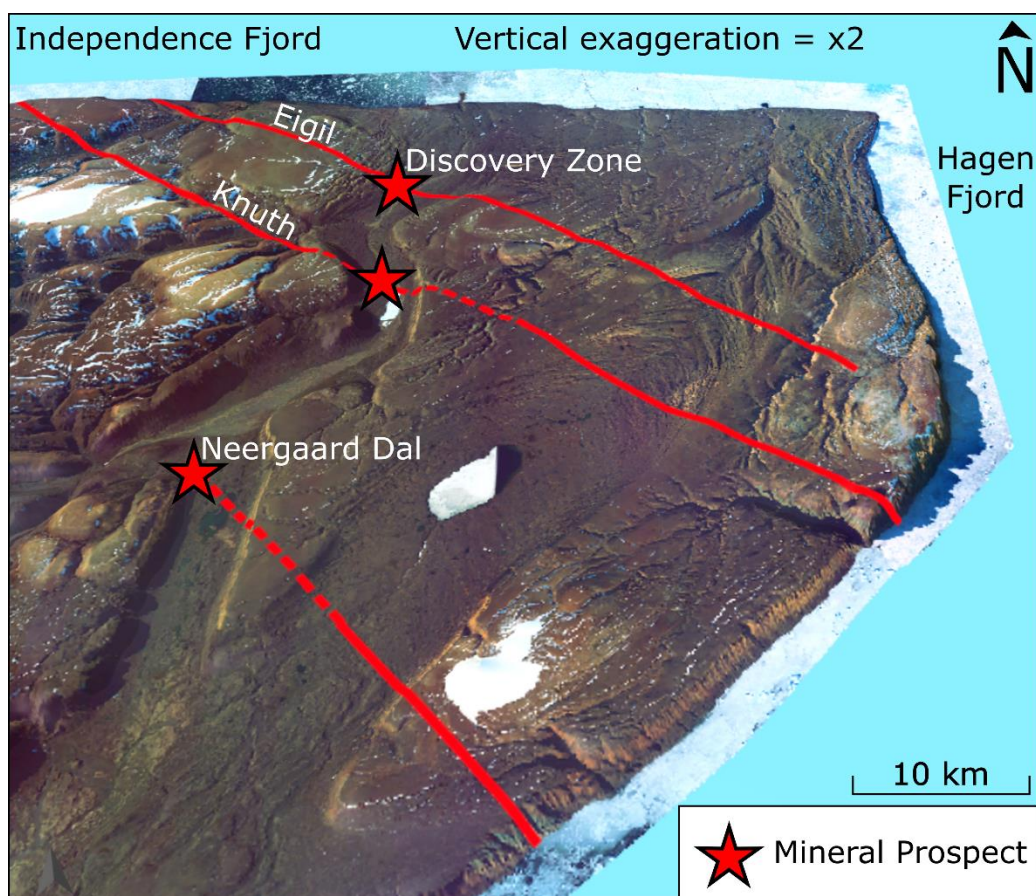 Independence Fjord
Vertical exaggeration = x2
N
Eigil
Discovery Zone
Hagen
Fjord
Knuth
Neergaard Dal
10 km
Mineral Prospect